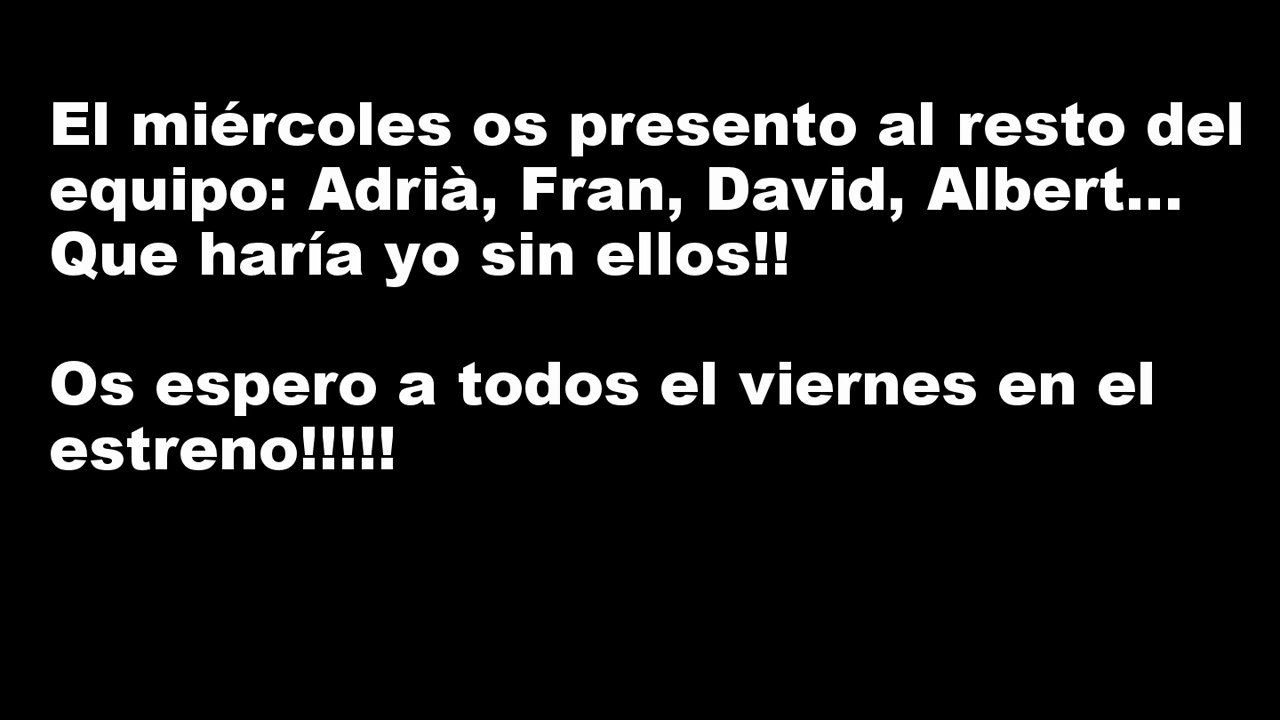 El miércoles os presento al resto del
equipo: Adrià, Fran, David, Albert...
Que haría yo sin ellos!!
Os espero a todos el viernes en el
estreno!!!!!